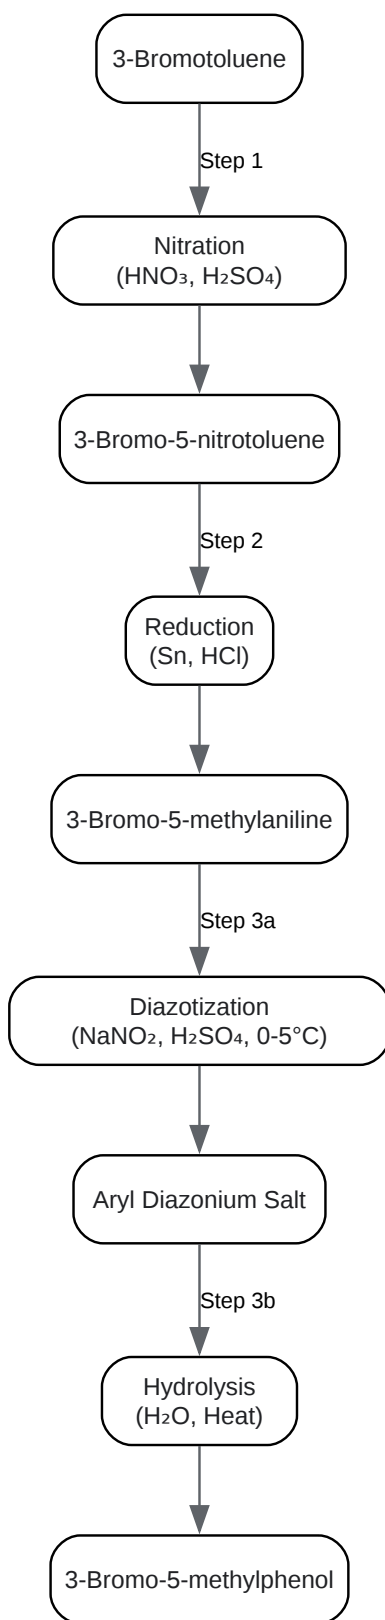 3-Bromotoluene
Step 1
Nitration
(HNO₃, H₂SO₄)
3-Bromo-5-nitrotoluene
Step 2
Reduction
(Sn, HCl)
3-Bromo-5-methylaniline
Step 3a
Diazotization
(NaNO₂, H₂SO₄, 0-5°C)
Aryl Diazonium Salt
Step 3b
Hydrolysis
(H₂O, Heat)
3-Bromo-5-methylphenol